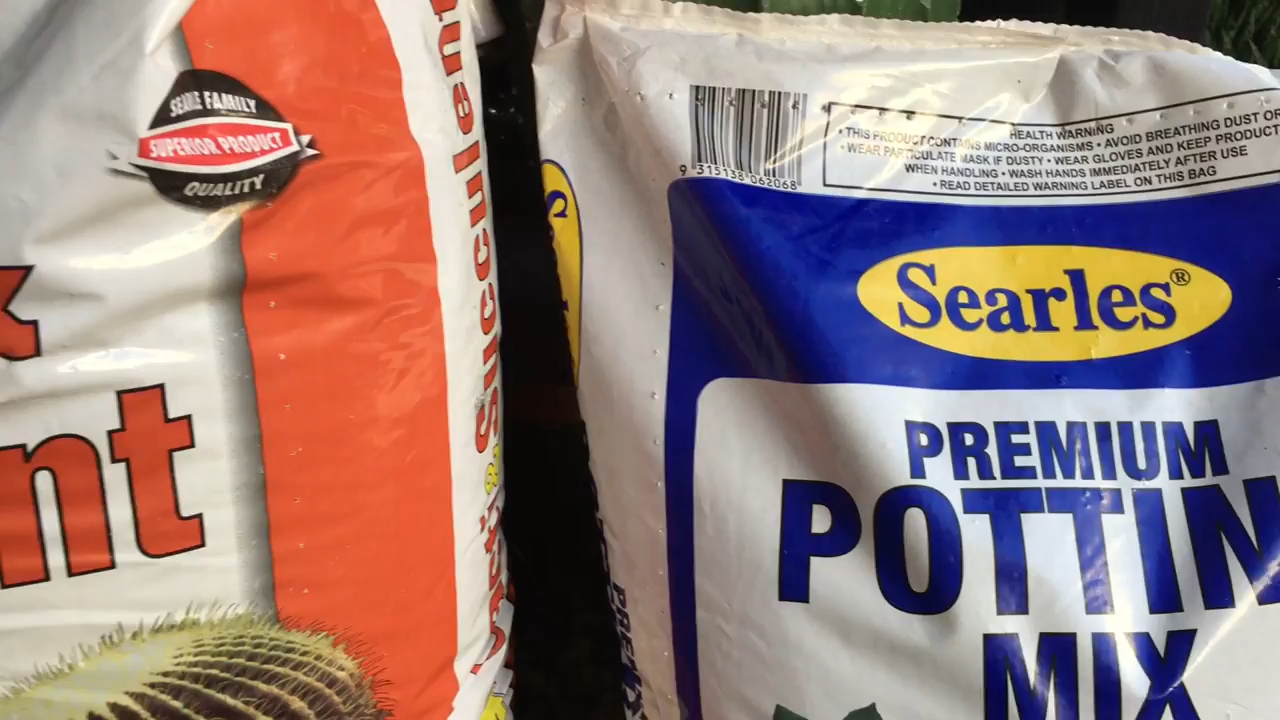 SEARLE FAMILY
SUPERIOR PRODUCT
QUALITY
nt
Cacti & Succulent
9 315138 062068
HEALTH WARNING
• THIS PRODUCT CONTAINS MICRO-ORGANISMS • AVOID BREATHING DUST OR
• WEAR PARTICULATE MASK IF DUSTY • WEAR GLOVES AND KEEP PRODUCT
WHEN HANDLING • WASH HANDS IMMEDIATELY AFTER USE
• READ DETAILED WARNING LABEL ON THIS BAG
Searles®
PREMIUM
POTTIN
MIX